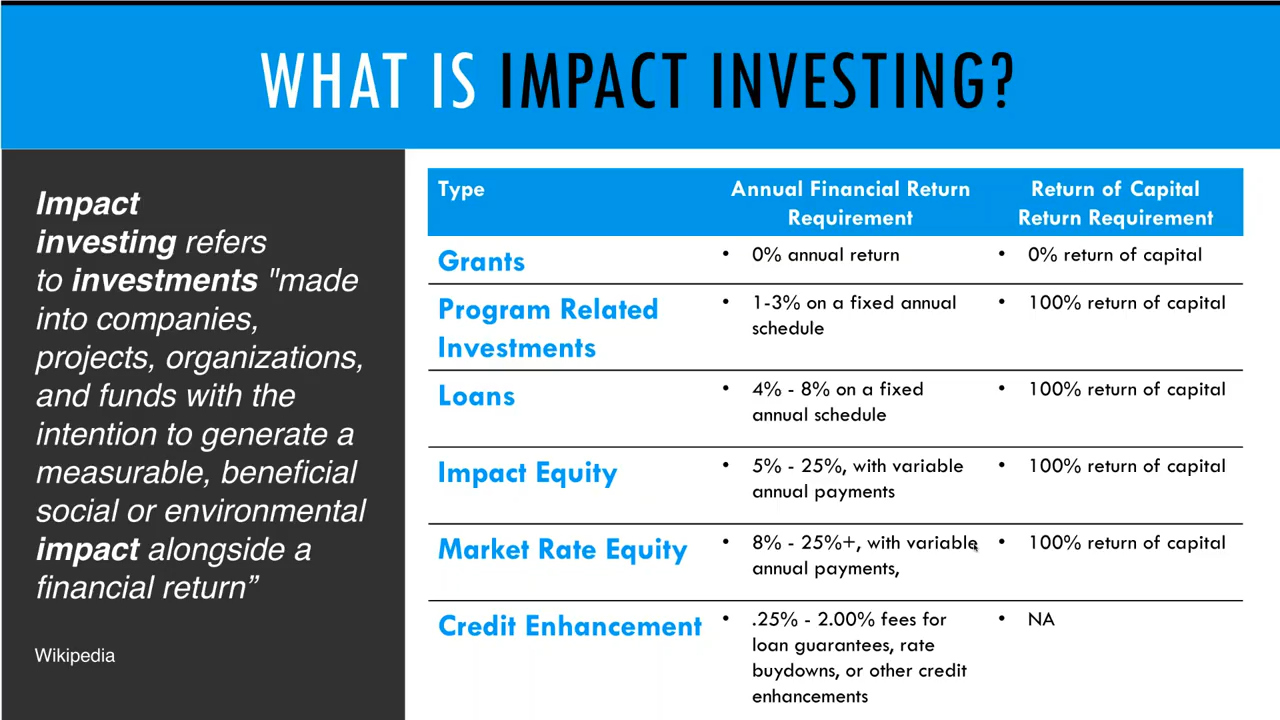 WHAT IS IMPACT INVESTING?
Impact
investing refers
to investments "made
into companies,
projects, organizations,
and funds with the
intention to generate a
measurable, beneficial
social or environmental
impact alongside a
financial return”
Wikipedia
Type
Annual Financial Return
Requirement
Return of Capital
Return Requirement
Grants
• 0% annual return
• 0% return of capital
Program Related
Investments
• 1-3% on a fixed annual
schedule
• 100% return of capital
Loans
• 4% - 8% on a fixed
annual schedule
• 100% return of capital
Impact Equity
• 5% - 25%, with variable
annual payments
• 100% return of capital
Market Rate Equity
• 8% - 25%+, with variable
annual payments,
• 100% return of capital
Credit Enhancement
• .25% - 2.00% fees for
loan guarantees, rate
buydowns, or other credit
enhancements
• NA